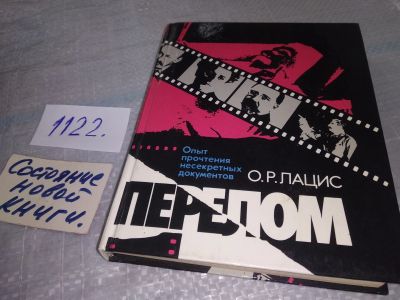 1122.
Состояние
новой
книги.
Опыт
прочтения
несекретных
документов
О.Р.ЛАЦИС
ПЕРЕЛОМ